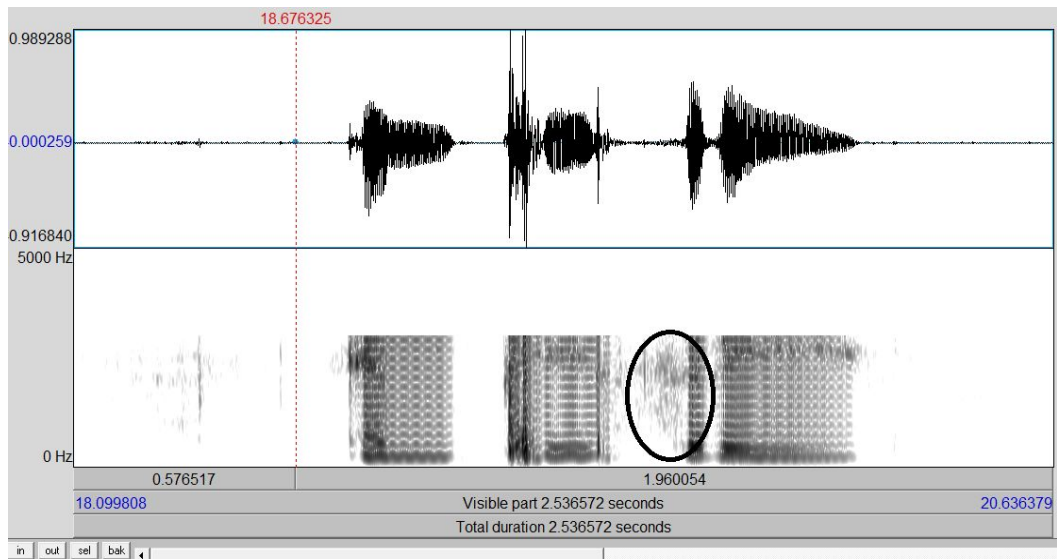 18.676325
0.989288
0.000259
0.916840
5000 Hz
0 Hz
0.576517 1.960054
18.099808 Visible part 2.536572 seconds 20.636379
Total duration 2.536572 seconds
in out sel bak